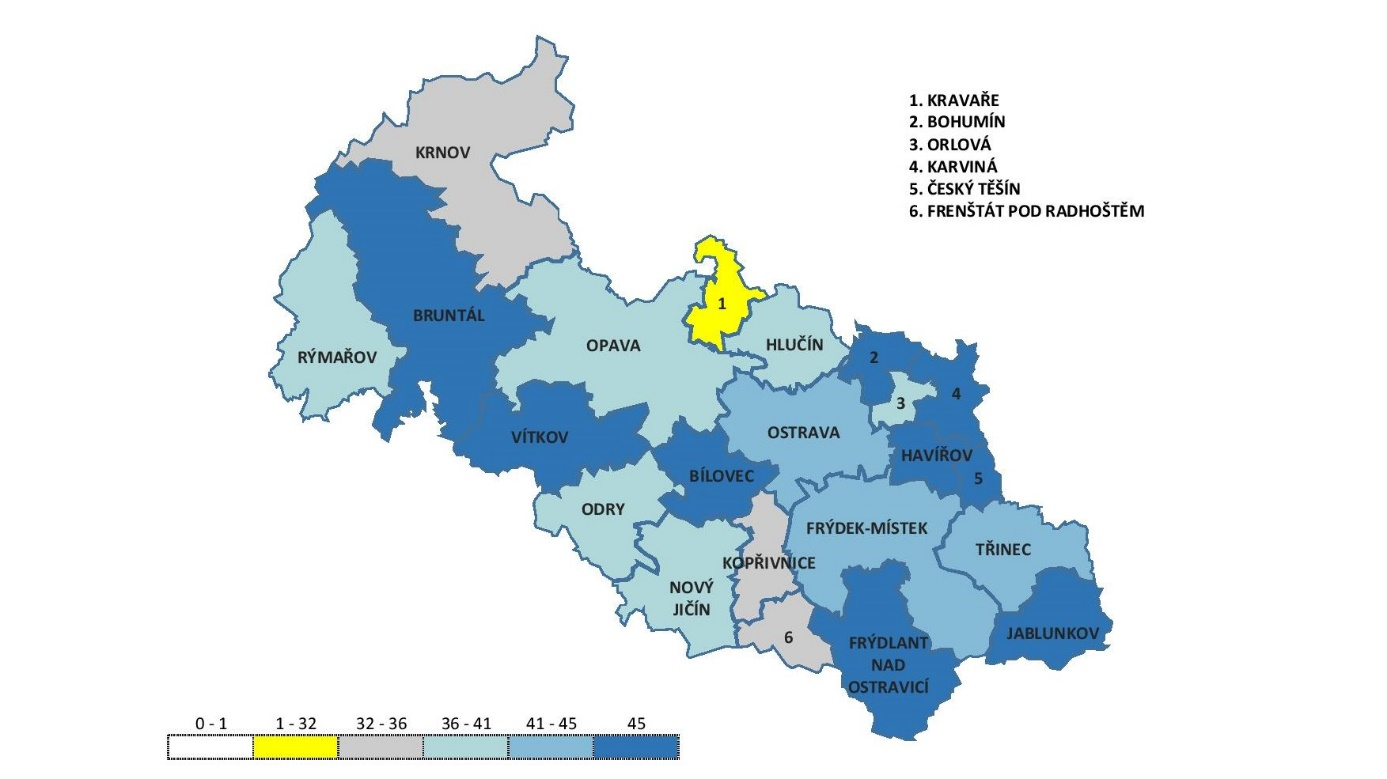 1. KRAVAŘE
2. BOHUMÍN
3. ORLOVÁ
4. KARVINÁ
5. ČESKÝ TĚŠÍN
6. FRENŠTÁT POD RADHOŠTĚM
KRNOV
BRUNTÁL
RÝMAŘOV
OPAVA
1
HLUČÍN
2
3
4
VÍTKOV
OSTRAVA
HAVÍŘOV
5
BÍLOVEC
ODRY
FRÝDEK-MÍSTEK
TŘINEC
KOPŘIVNICE
NOVÝ
JIČÍN
6
FRÝDLANT
NAD
OSTRAVICÍ
JABLUNKOV
0 - 1 1 - 32 32 - 36 36 - 41 41 - 45 45